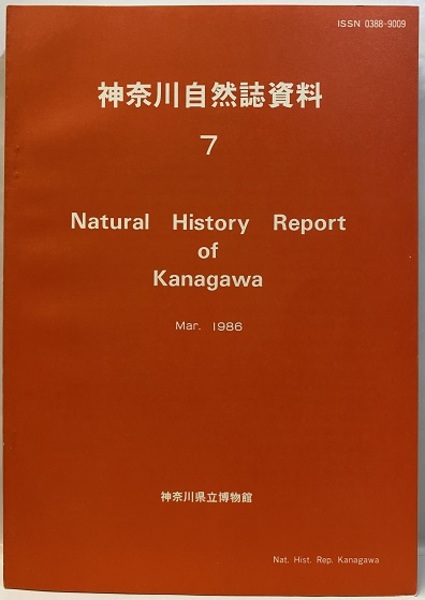 ISSN 0388-9009
神奈川自然誌資料
7
Natural History Report
of
Kanagawa
Mar. 1986
神奈川県立博物館
Nat. Hist. Rep. Kanagawa